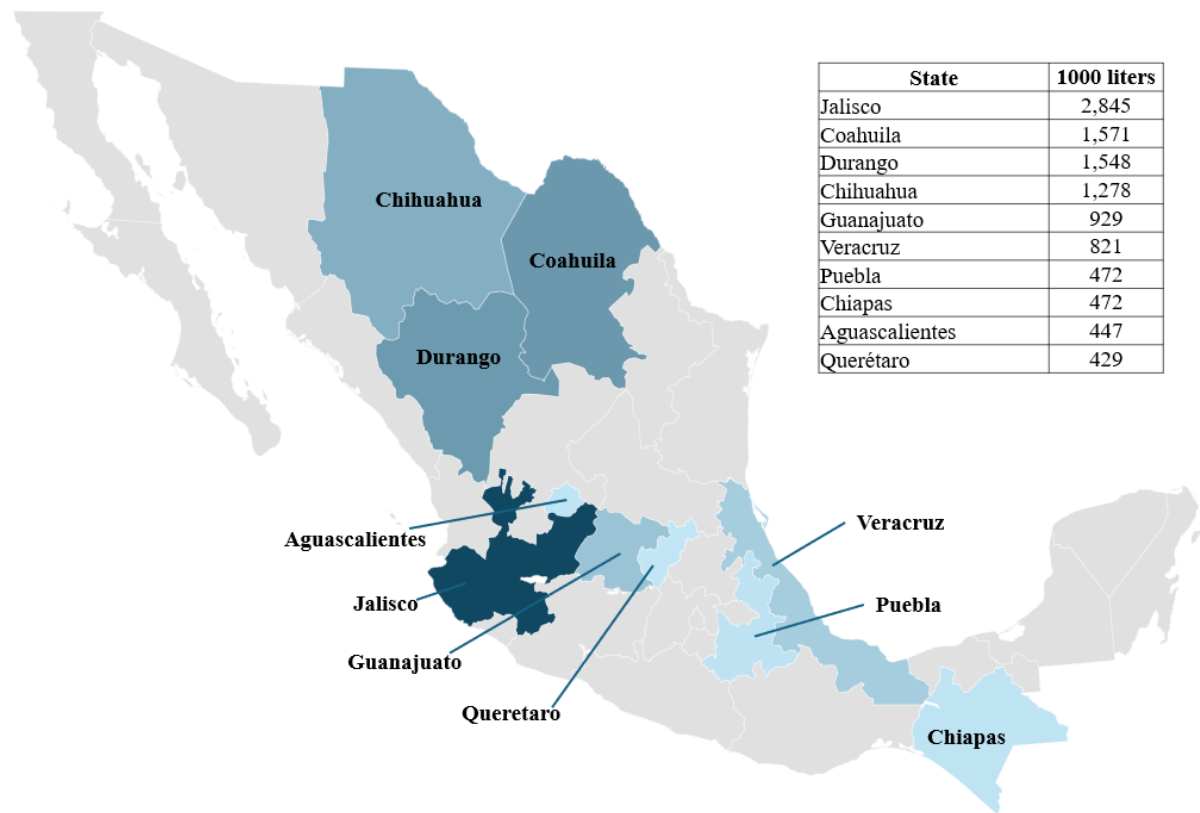 State 1000 liters
Jalisco 2,845
Coahuila 1,571
Durango 1,548
Chihuahua 1,278
Guanajuato 929
Veracruz 821
Puebla 472
Chiapas 472
Aguascalientes 447
Querétaro 429
Chihuahua
Coahuila
Durango
Aguascalientes
Jalisco
Guanajuato
Queretaro
Veracruz
Puebla
Chiapas